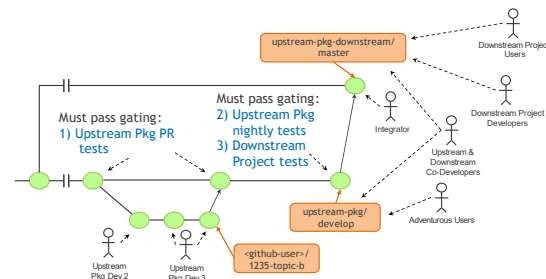 upstream-pkg-downstream/
master
Downstream Project
Users
Must pass gating:
1) Upstream Pkg PR
tests
Must pass gating:
2) Upstream Pkg
nightly tests
3) Downstream
Project tests
Integrator
Downstream Project
Developers
Upstream &
Downstream
Co-Developers
upstream-pkg/
develop
Adventurous Users
Upstream
Pkg Dev 2
Upstream
Pkg Dev 3
<github-user>/
1235-topic-b